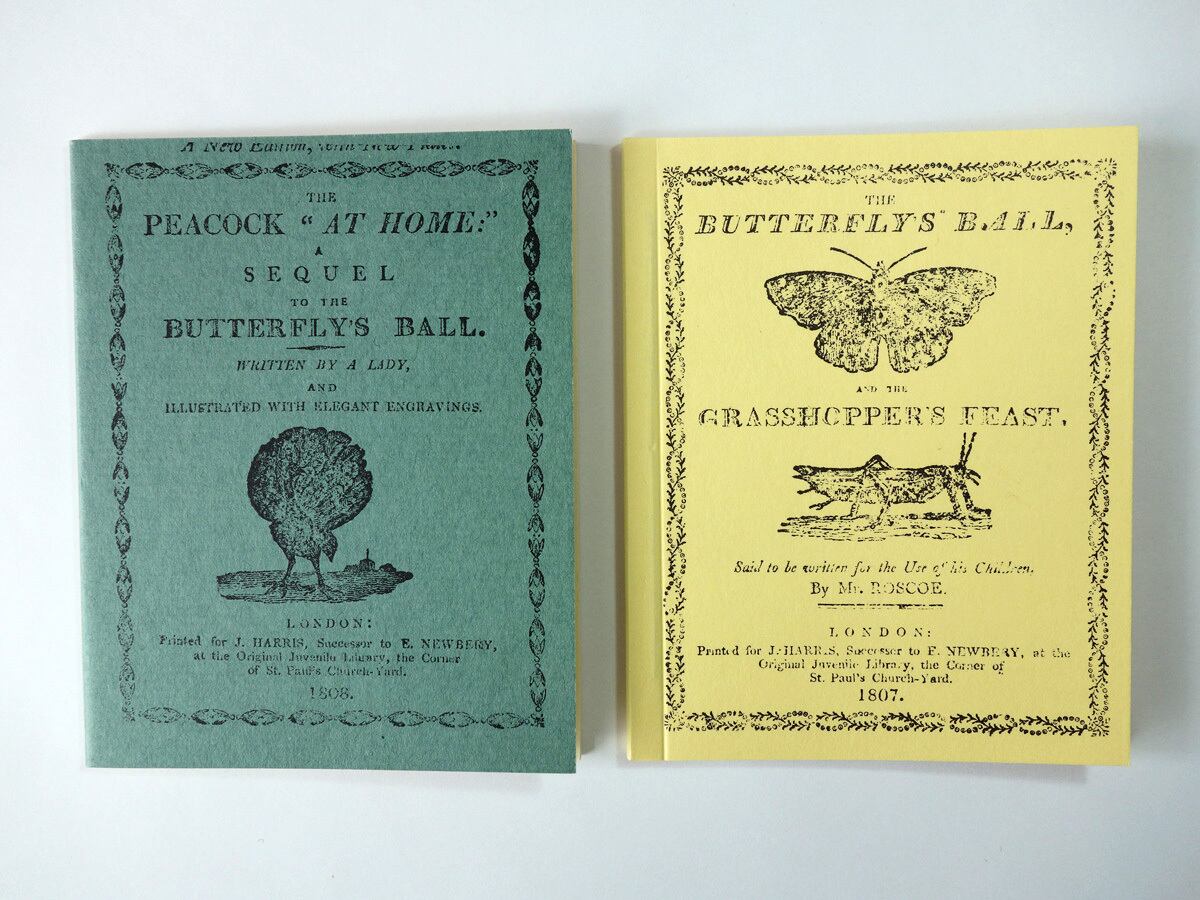 A New Edition, with New
THE
PEACOCK “AT HOME:”
A
SEQUEL
TO THE
BUTTERFLY'S BALL.
WRITTEN BY A LADY,
AND
ILLUSTRATED WITH ELEGANT ENGRAVINGS.
LONDON:
Printed for J. HARRIS, Successor to E. NEWBERY,
at the Original Juvenile Library, the Corner
of St. Paul's Church-Yard.
1808.
THE
BUTTERFLY'S BALL,
AND THE
GRASSHOPPER'S FEAST.
Said to be written for the Use of his Children,
By Mr. ROSCOE.
LONDON:
Printed for J. HARRIS, Successor to E. NEWBERY, at the
Original Juvenile Library, the Corner of
St. Paul's Church-Yard.
1807.